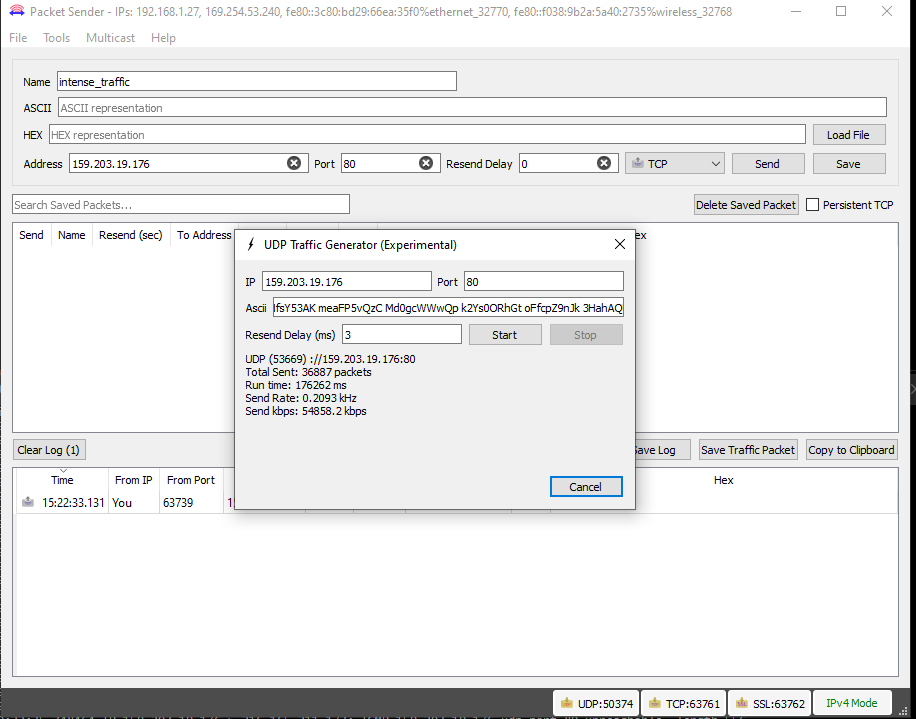 Packet Sender - IPs: 192.168.1.27, 169.254.53.240, fe80::3c80:bd29:66ea:35f0%ethernet_32770, fe80::f038:9b2a:5a40:2735%wireless_32768
File Tools Multicast Help
Name intense_traffic
ASCII ASCII representation
HEX HEX representation Load File
Address 159.203.19.176 Port 80 Resend Delay 0 TCP Send Save
Search Saved Packets... Delete Saved Packet Persistent TCP
Send Name Resend (sec) To Address ex
UDP Traffic Generator (Experimental)
IP 159.203.19.176 Port 80
Ascii fsY53AK meaFP5vQzC Md0gcWWwQp k2Ys0ORhGt oFfcpZ9nJk 3HahAQ
Resend Delay (ms) 3 Start Stop
UDP (53669) ://159.203.19.176:80
Total Sent: 36887 packets
Run time: 176262 ms
Send Rate: 0.2093 kHz
Send kbps: 54858.2 kbps
Cancel
Clear Log (1) Save Log Save Traffic Packet Copy to Clipboard
Time From IP From Port Hex
15:22:33.131 You 63739
UDP:50374 TCP:63761 SSL:63762 IPv4 Mode